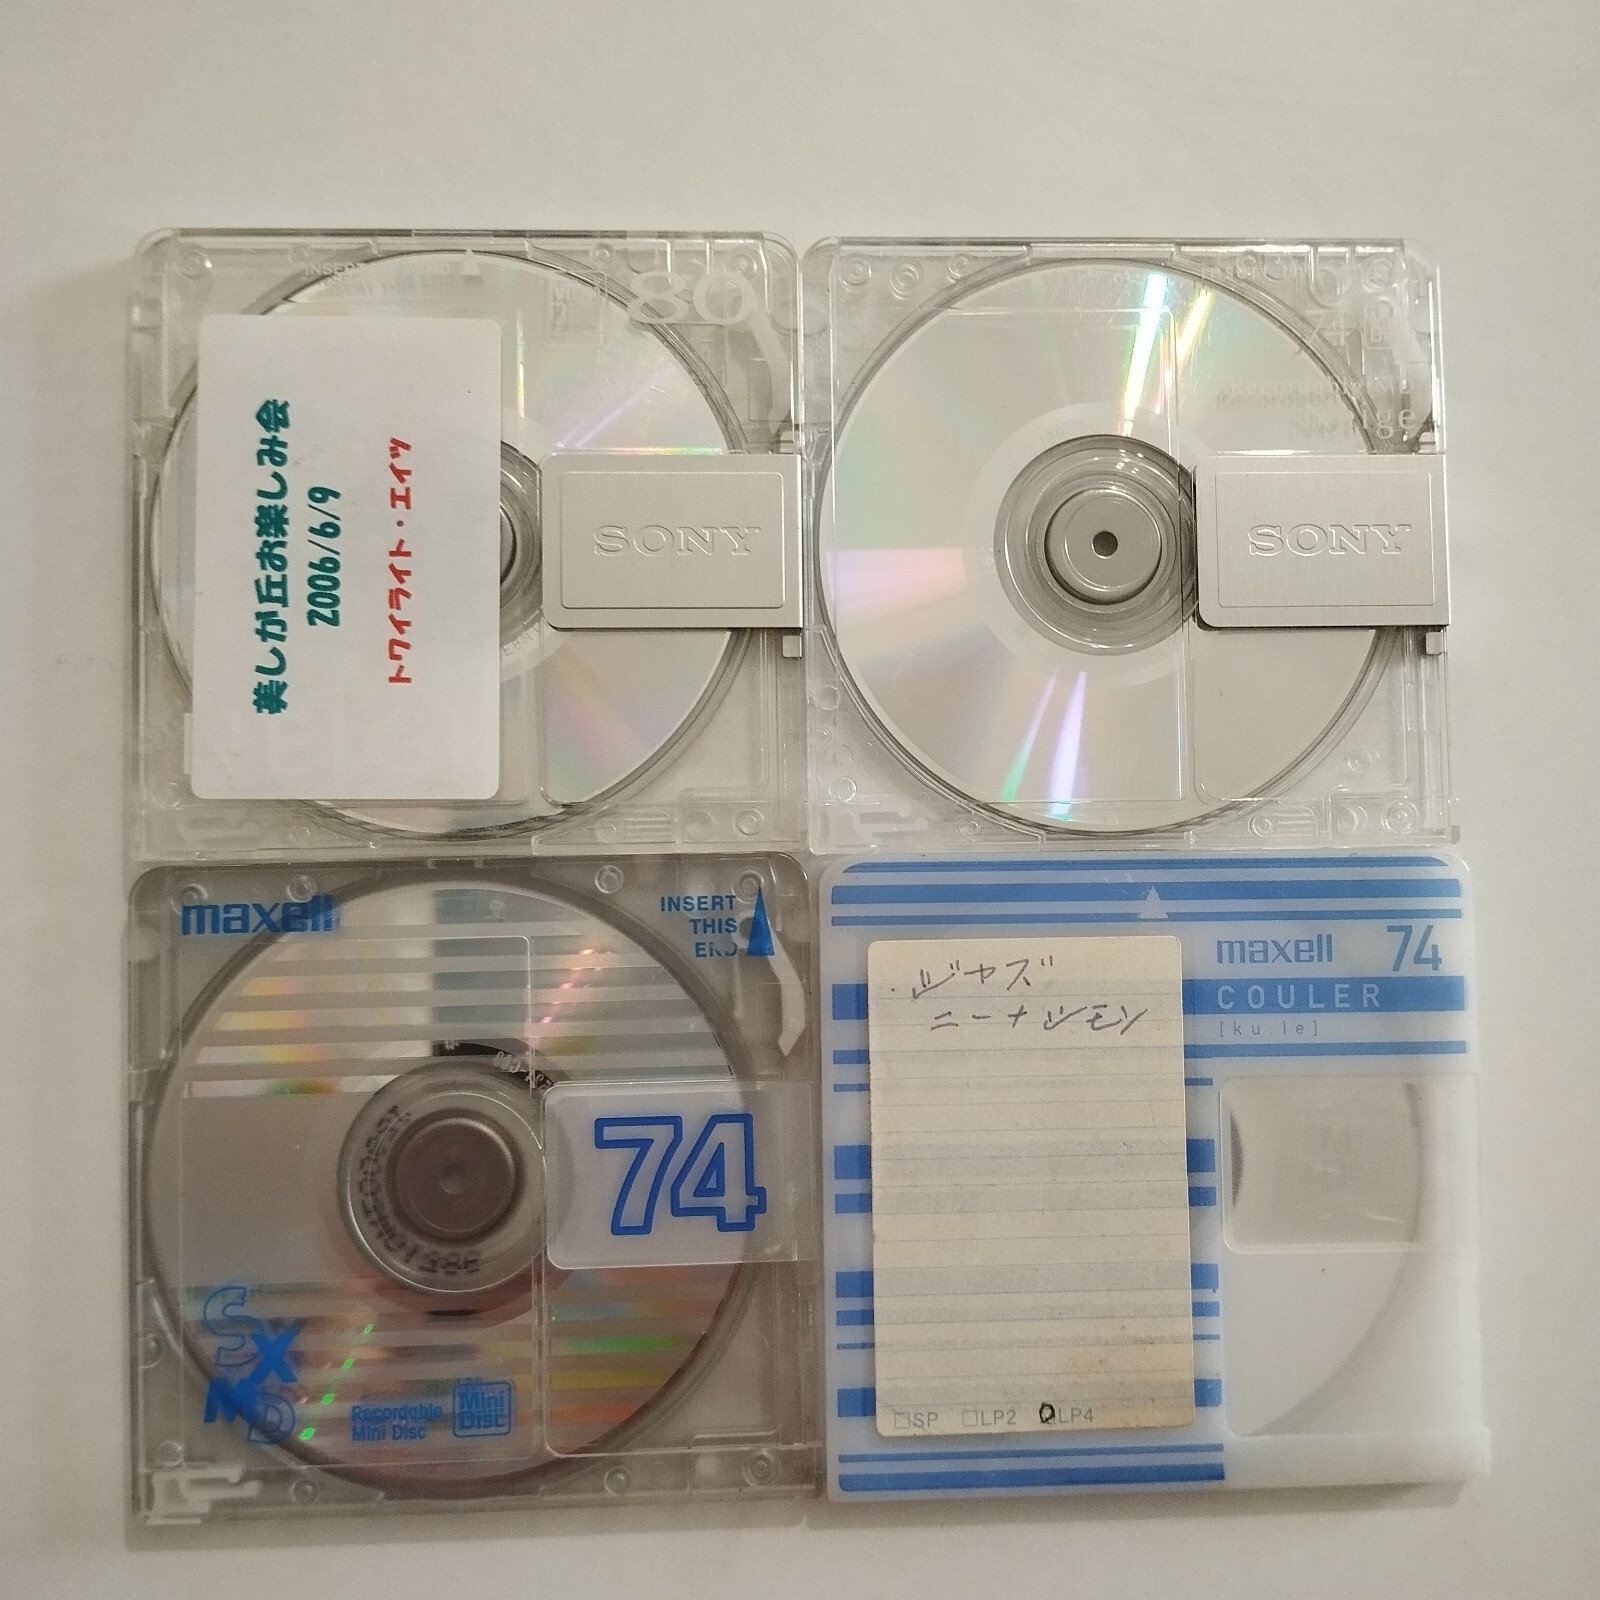 INSERT
80
SONY
美しが丘お楽しみ会
2006/6/9
トワイライト・エイツ
74
Recordable
SONY
maxell
INSERT
THIS
END
74
SX
MD
Recordable
Mini Disc
Mini
Disc
maxell 74
COULER
[ku:le]
ジャズ
ニーナシモン
SP LP2 LP4